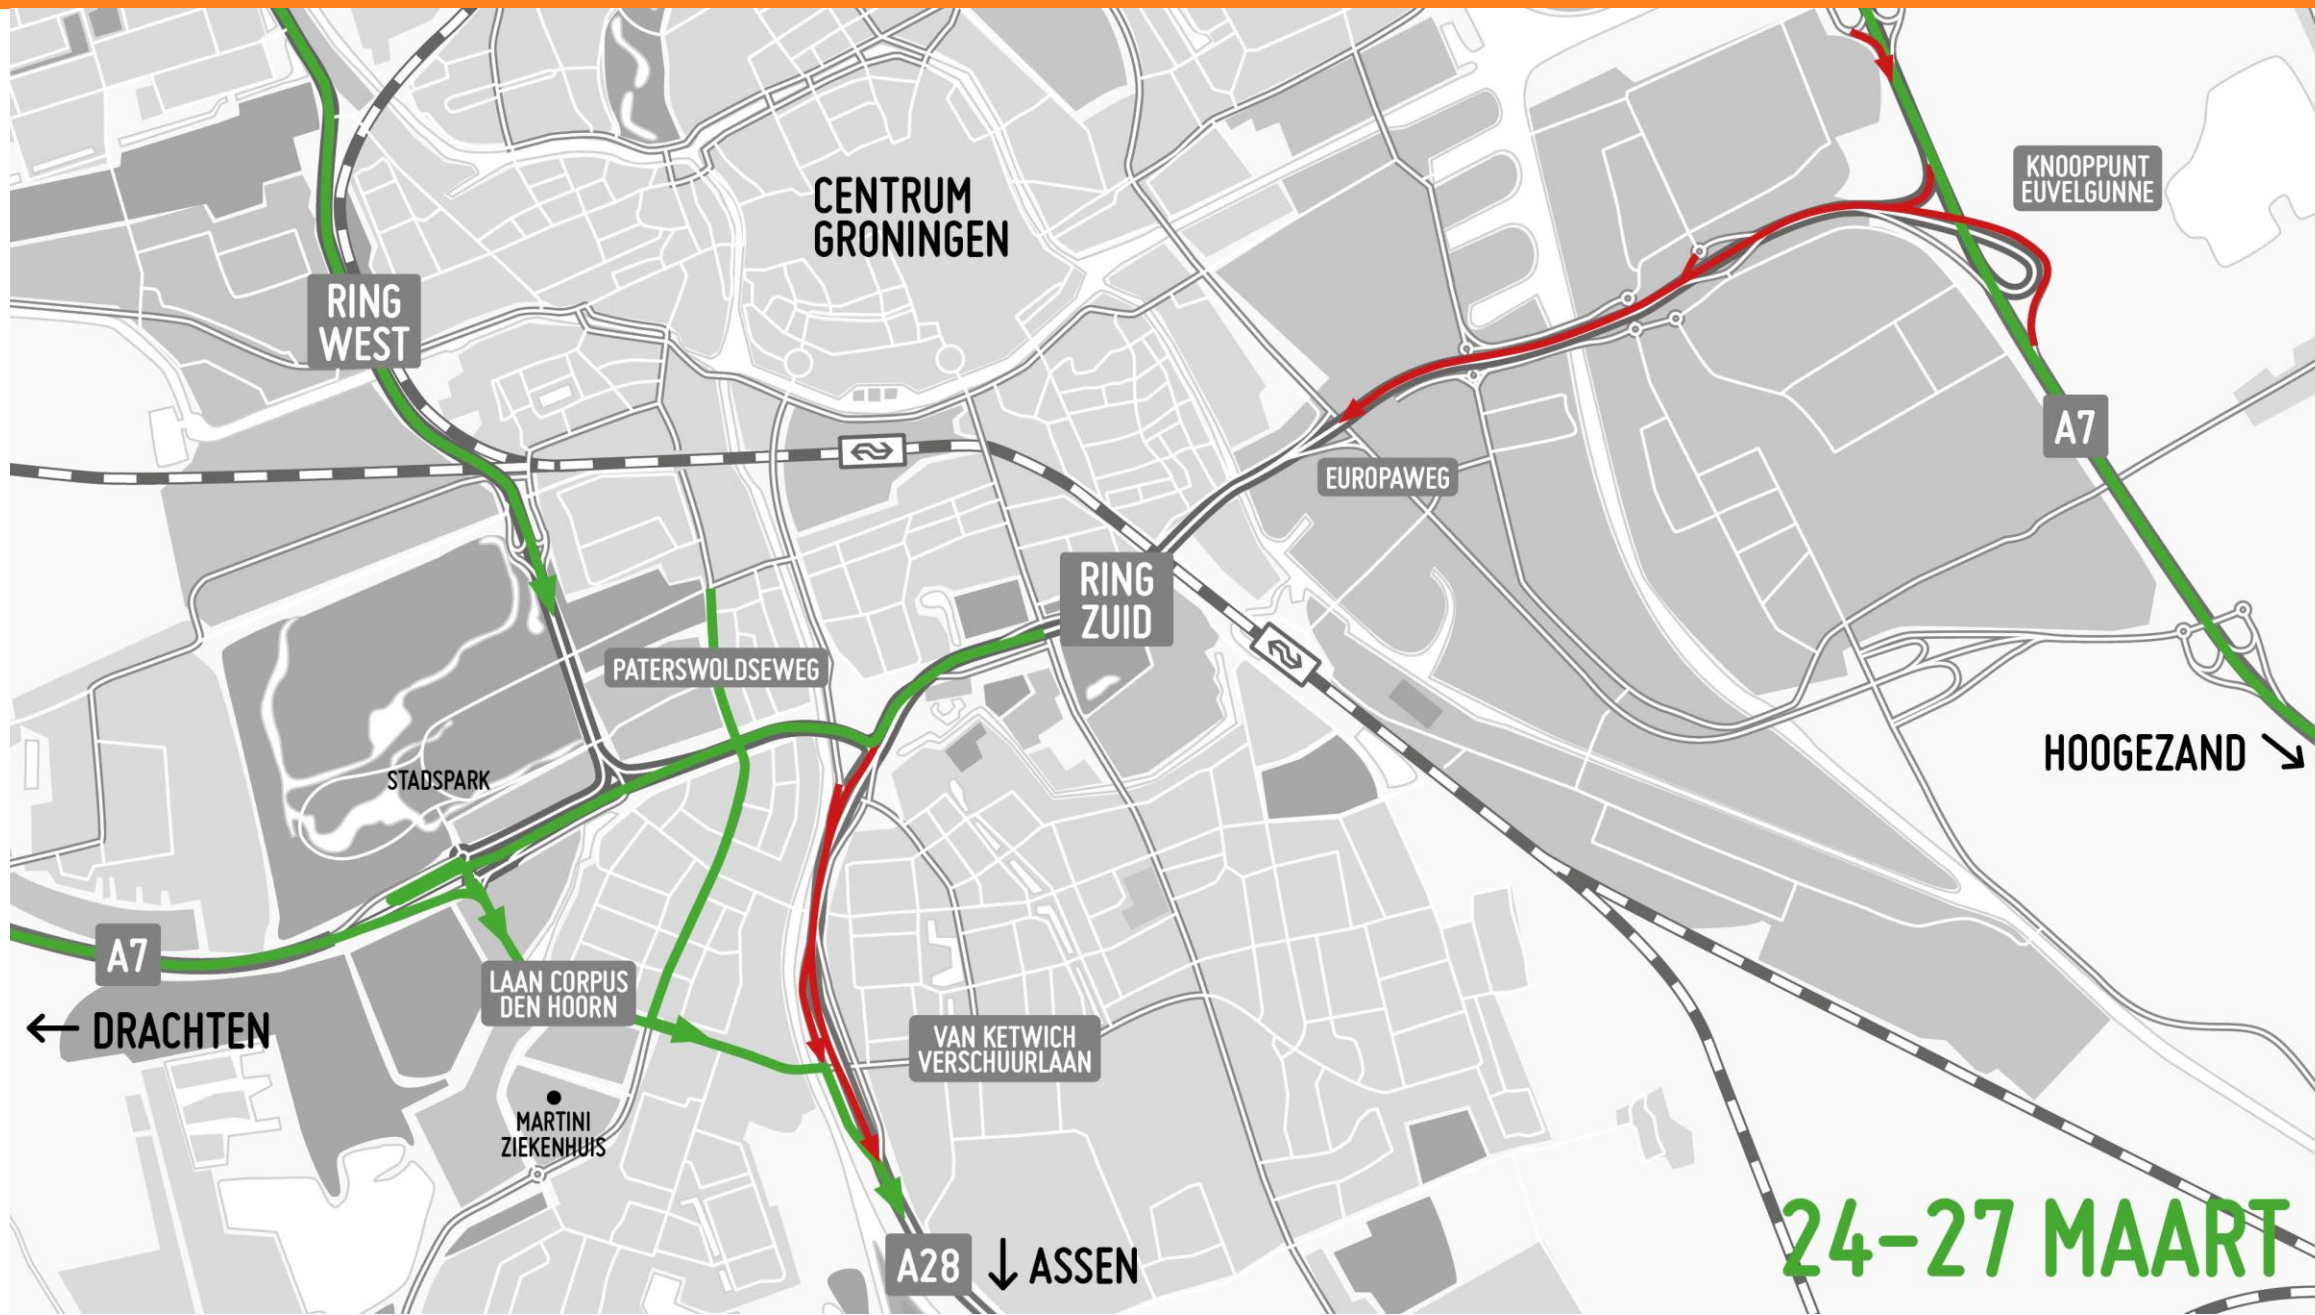 KNOOPPUNT
EUVELGUNNE
CENTRUM
GRONINGEN
RING
WEST
A7
EUROPAWEG
RING
ZUID
PATERSWOLDSEWEG
HOOGEZAND ↘
STADSPARK
A7
LAAN CORPUS
DEN HOORN
← DRACHTEN
VAN KETWICH
VERSCHUURLAAN
MARTINI
ZIEKENHUIS
24-27 MAART
A28 ↓ ASSEN